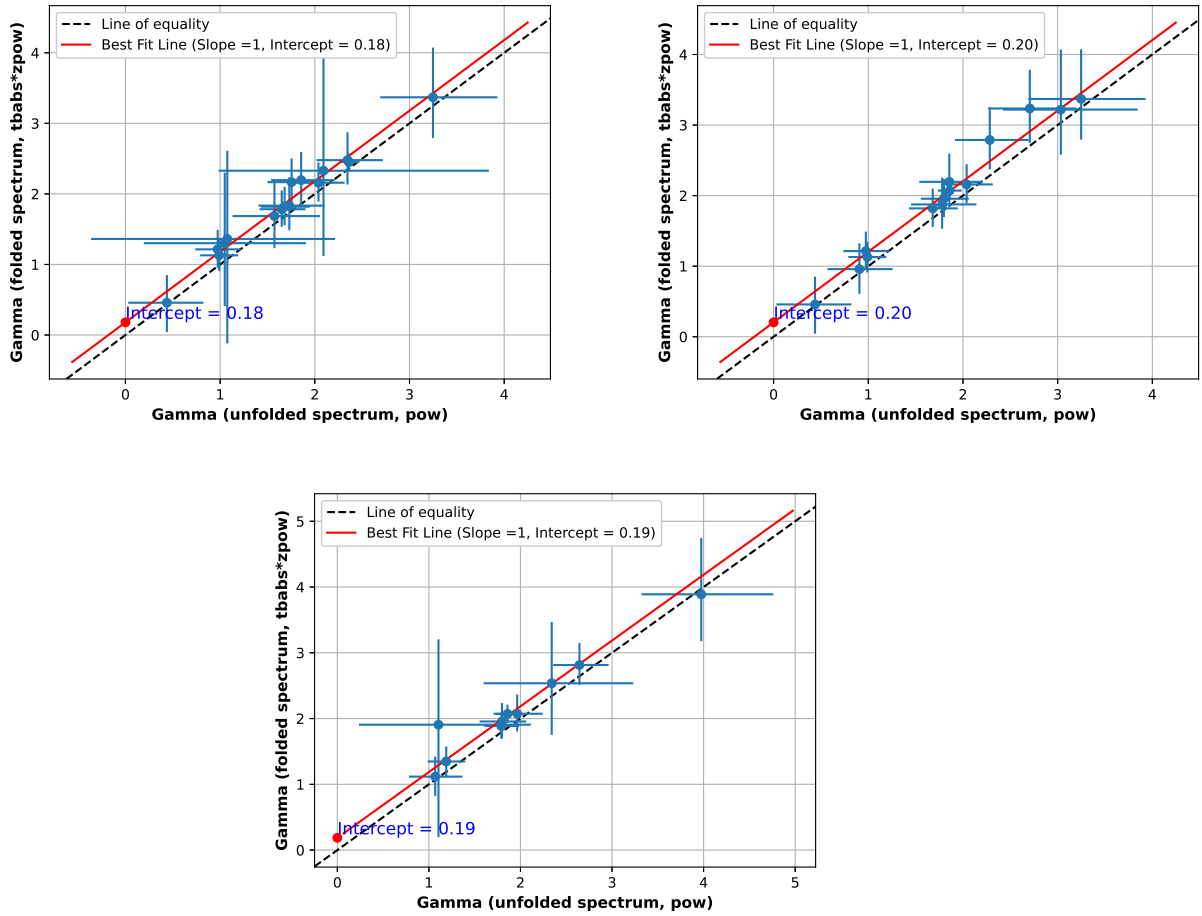 Line of equality
Best Fit Line (Slope =1, Intercept = 0.18)
Gamma (folded spectrum, tbabs*zpow)
4
3
2
1
0
Intercept = 0.18
0 1 2 3 4
Gamma (unfolded spectrum, pow)
Line of equality
Best Fit Line (Slope =1, Intercept = 0.20)
Gamma (folded spectrum, tbabs*zpow)
4
3
2
1
0
Intercept = 0.20
0 1 2 3 4
Gamma (unfolded spectrum, pow)
Line of equality
Best Fit Line (Slope =1, Intercept = 0.19)
Gamma (folded spectrum, tbabs*zpow)
5
4
3
2
1
0
Intercept = 0.19
0 1 2 3 4 5
Gamma (unfolded spectrum, pow)